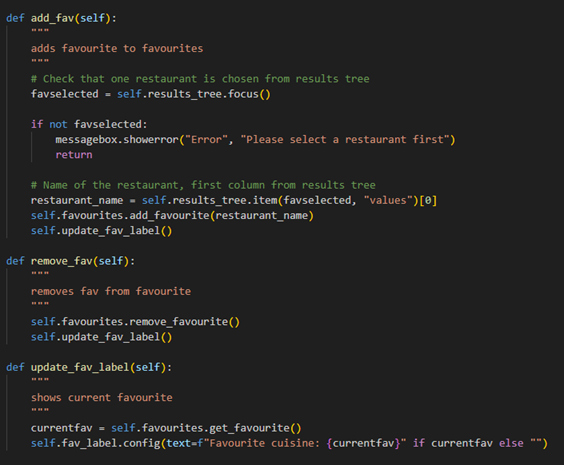 def add_fav(self):
    """
    adds favourite to favourites
    """
    # Check that one restaurant is chosen from results tree
    favselected = self.results_tree.focus()

    if not favselected:
        messagebox.showerror("Error", "Please select a restaurant first")
        return

    # Name of the restaurant, first column from results tree
    restaurant_name = self.results_tree.item(favselected, "values")[0]
    self.favourites.add_favourite(restaurant_name)
    self.update_fav_label()

def remove_fav(self):
    """
    removes fav from favourite
    """
    self.favourites.remove_favourite()
    self.update_fav_label()

def update_fav_label(self):
    """
    shows current favourite
    """
    currentfav = self.favourites.get_favourite()
    self.fav_label.config(text=f"Favourite cuisine: {currentfav}" if currentfav else "")